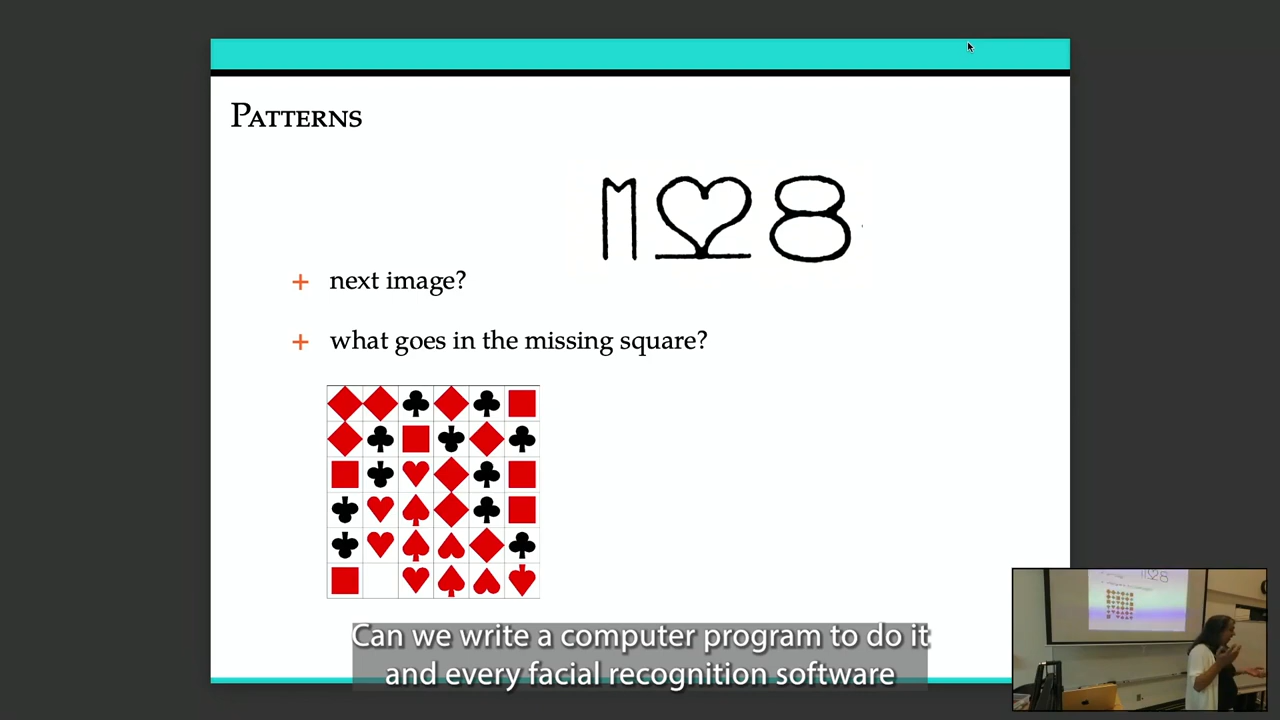 Patterns
M 8
+ next image?
+ what goes in the missing square?
Can we write a computer program to do it
and every facial recognition software